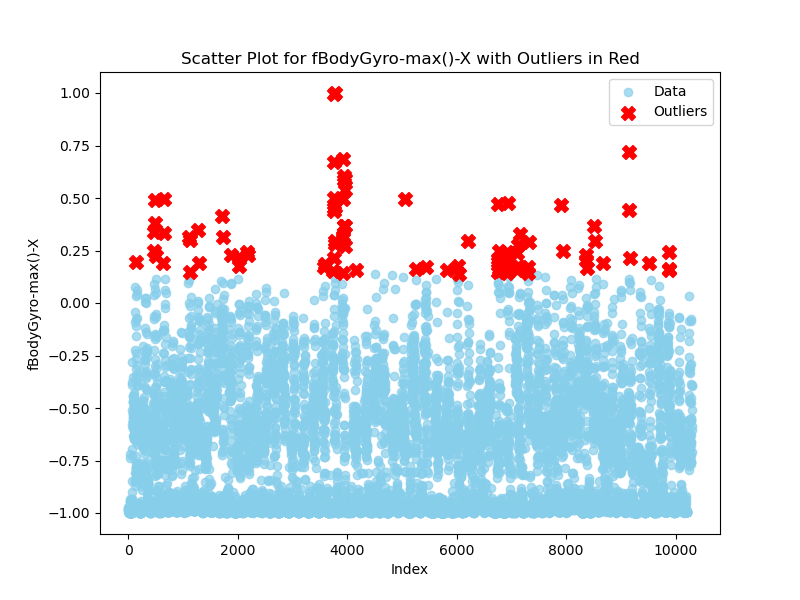 Scatter Plot for fBodyGyro-max()-X with Outliers in Red
Data
Outliers
fBodyGyro-max()-X
1.00
0.75
0.50
0.25
0.00
−0.25
−0.50
−0.75
−1.00
0 2000 4000 6000 8000 10000
Index